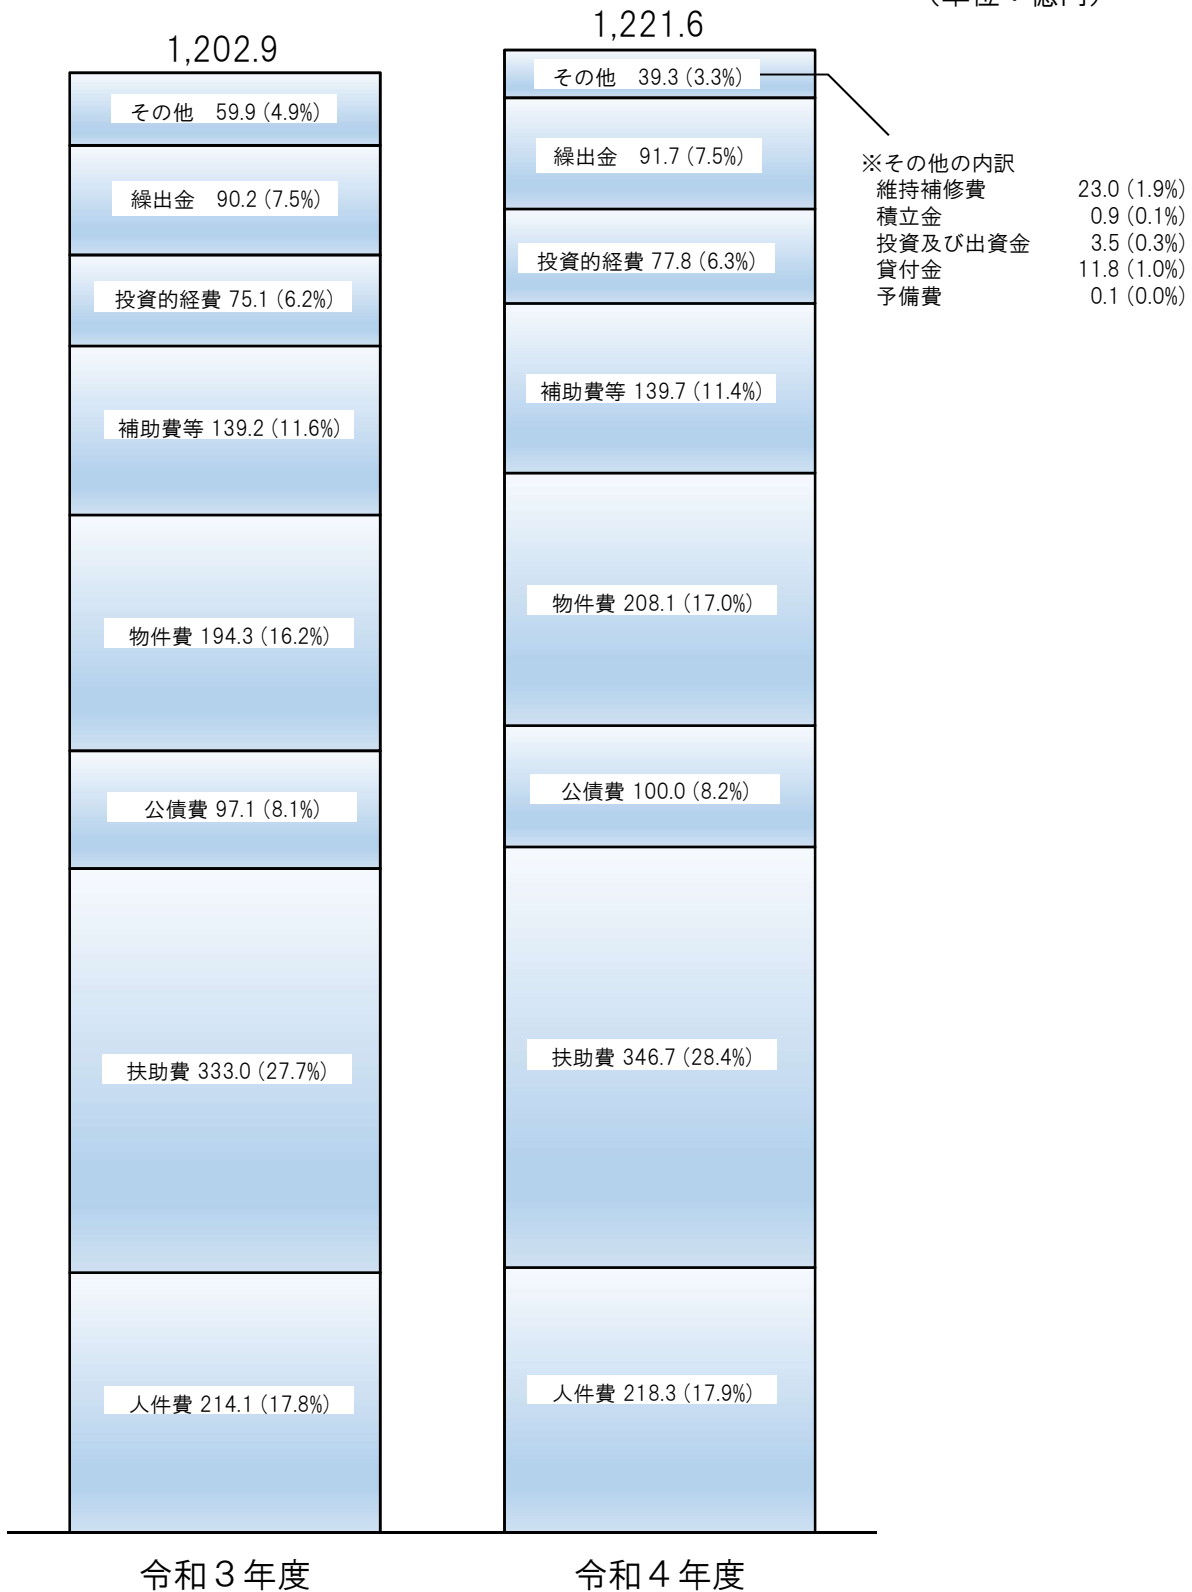 (単位：億円)
1,202.9
その他 59.9 (4.9%)
繰出金 90.2 (7.5%)
投資的経費 75.1 (6.2%)
補助費等 139.2 (11.6%)
物件費 194.3 (16.2%)
公債費 97.1 (8.1%)
扶助費 333.0 (27.7%)
人件費 214.1 (17.8%)
令和３年度
1,221.6
その他 39.3 (3.3%)
繰出金 91.7 (7.5%)
投資的経費 77.8 (6.3%)
補助費等 139.7 (11.4%)
物件費 208.1 (17.0%)
公債費 100.0 (8.2%)
扶助費 346.7 (28.4%)
人件費 218.3 (17.9%)
令和４年度
※その他の内訳
維持補修費 23.0 (1.9%)
積立金 0.9 (0.1%)
投資及び出資金 3.5 (0.3%)
貸付金 11.8 (1.0%)
予備費 0.1 (0.0%)